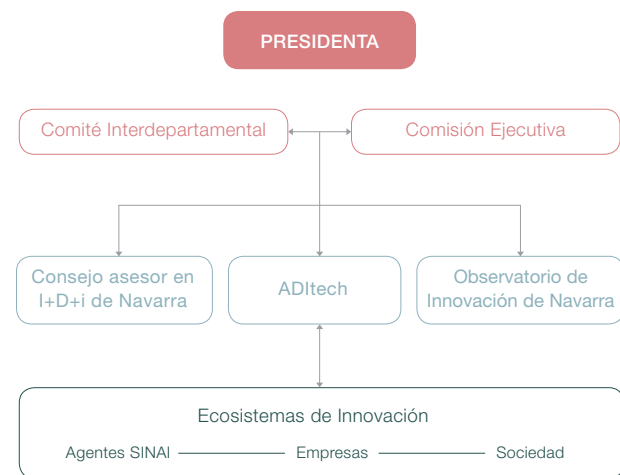 PRESIDENTA
Comité Interdepartamental
Comisión Ejecutiva
Consejo asesor en
I+D+i de Navarra
ADItech
Observatorio de
Innovación de Navarra
Ecosistemas de Innovación
Agentes SINAI
Empresas
Sociedad